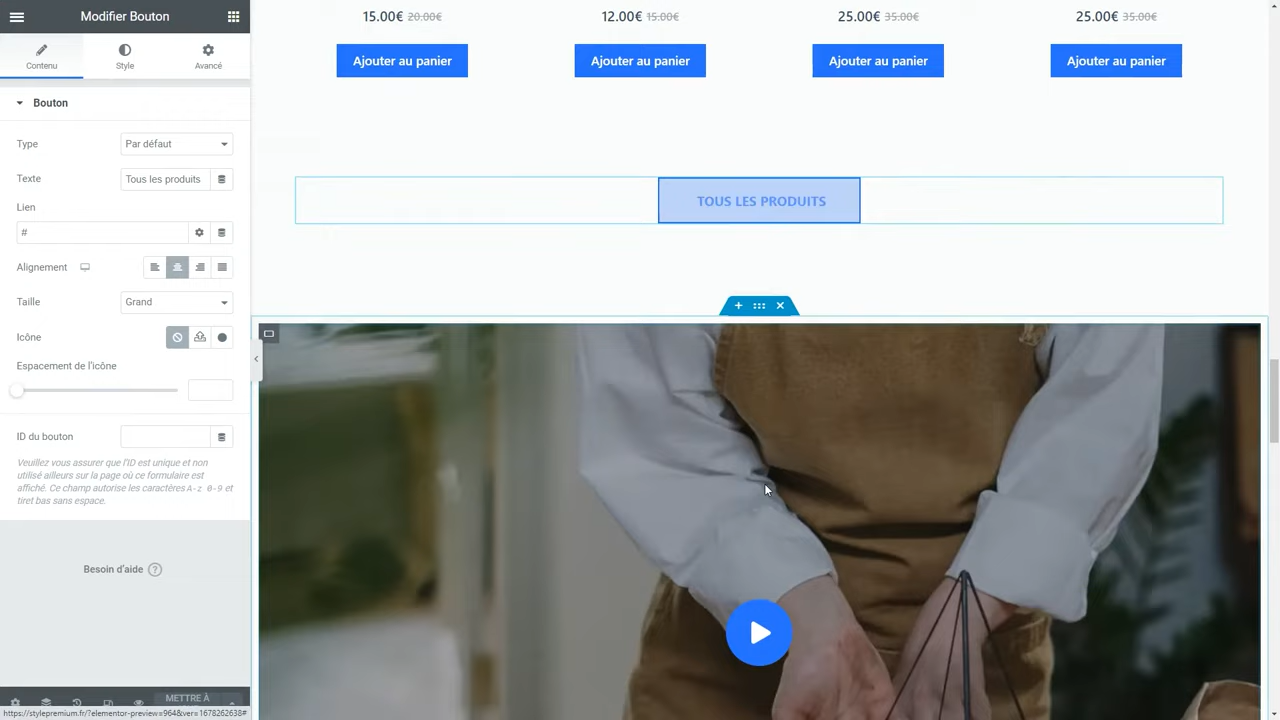 Modifier Bouton
Contenu
Style
Avancé
Bouton
Type
Par défaut
Texte
Tous les produits
Lien
#
Alignement
Taille
Grand
Icône
Espacement de l'icône
ID du bouton
Veuillez vous assurer que l'ID est unique et non
utilisé ailleurs sur la page où ce formulaire est
affiché. Ce champ autorise les caractères A-z 0-9 et
tiret bas sans espace.
Besoin d'aide ?
METTRE À
https://stylepremium.fr/?elementor-preview=964&ver=1678262638#
15.00€ 20.00€
12.00€ 15.00€
25.00€ 35.00€
25.00€ 35.00€
Ajouter au panier
Ajouter au panier
Ajouter au panier
Ajouter au panier
TOUS LES PRODUITS